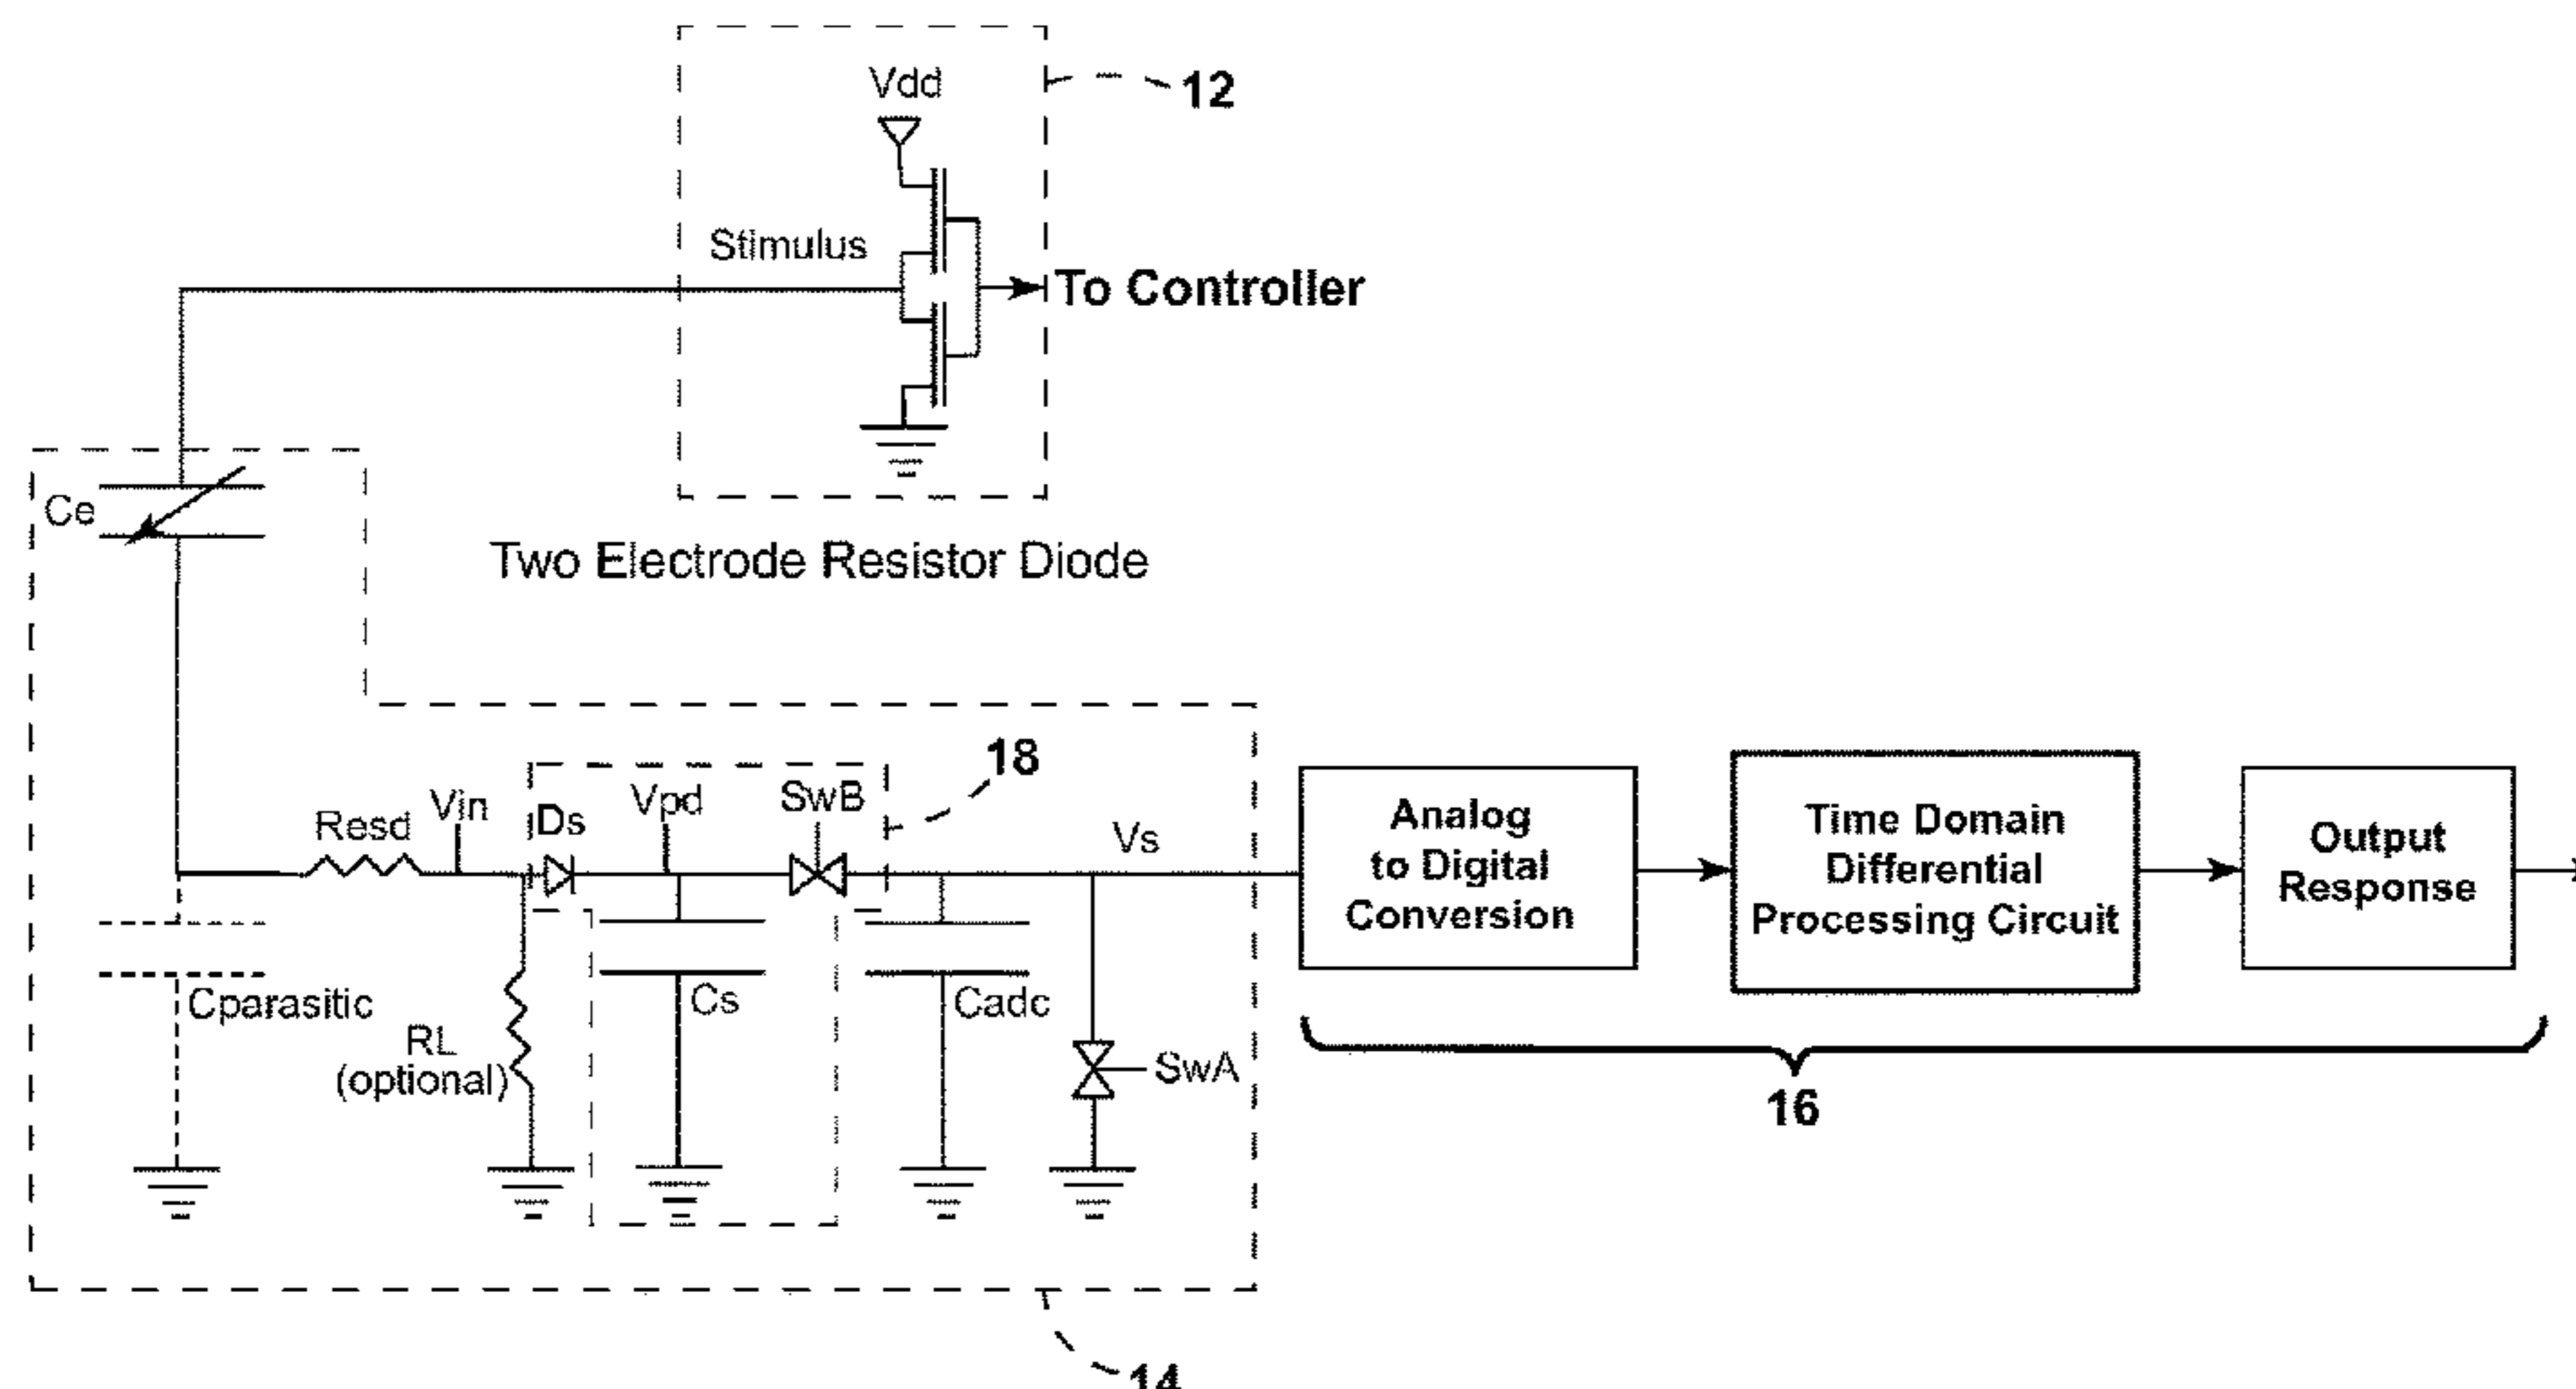 Vdd
12
Stimulus
To Controller
Ce
Two Electrode Resistor Diode
18
Resd
Vin
Ds
Vpd
SwB
Vs
Analog
to Digital
Conversion
Time Domain
Differential
Processing Circuit
Output
Response
Cparasitic
RL
(optional)
Cs
Cadc
SwA
16
14